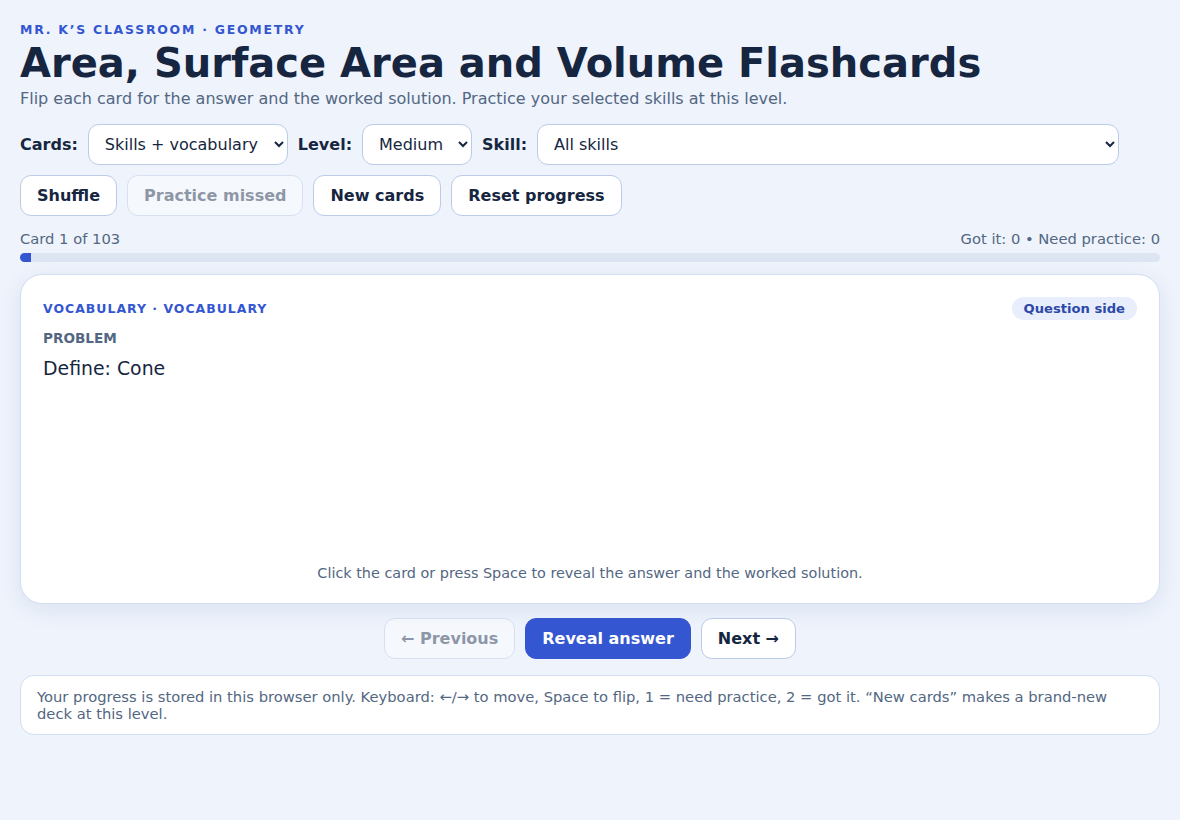 MR. K’S CLASSROOM · GEOMETRY
Area, Surface Area and Volume Flashcards
Flip each card for the answer and the worked solution. Practice your selected skills at this level.
Cards: Skills + vocabulary Level: Medium Skill: All skills
Shuffle Practice missed New cards Reset progress
Card 1 of 103 Got it: 0 • Need practice: 0
VOCABULARY · VOCABULARY Question side
PROBLEM
Define: Cone
Click the card or press Space to reveal the answer and the worked solution.
← Previous Reveal answer Next →
Your progress is stored in this browser only. Keyboard: ←/→ to move, Space to flip, 1 = need practice, 2 = got it. “New cards” makes a brand-new
deck at this level.